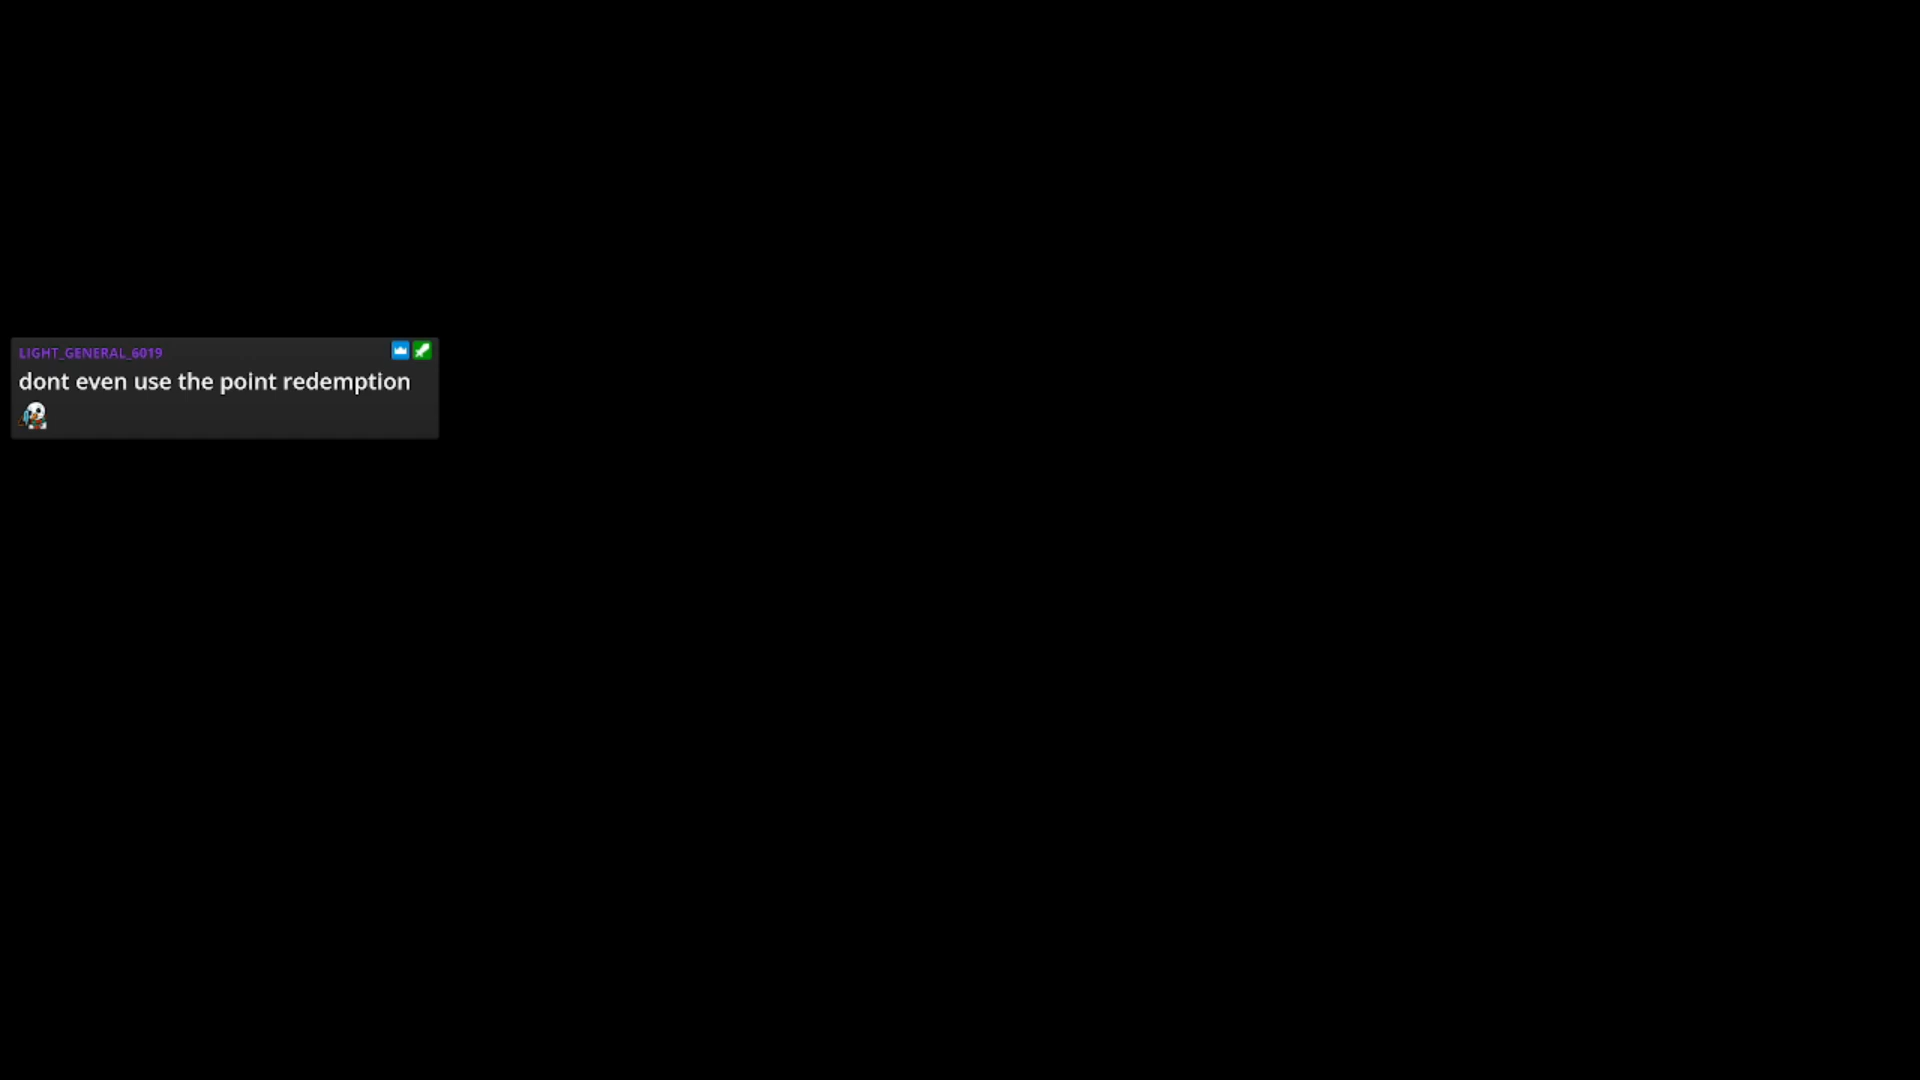 LIGHT_GENERAL_6019
dont even use the point redemption